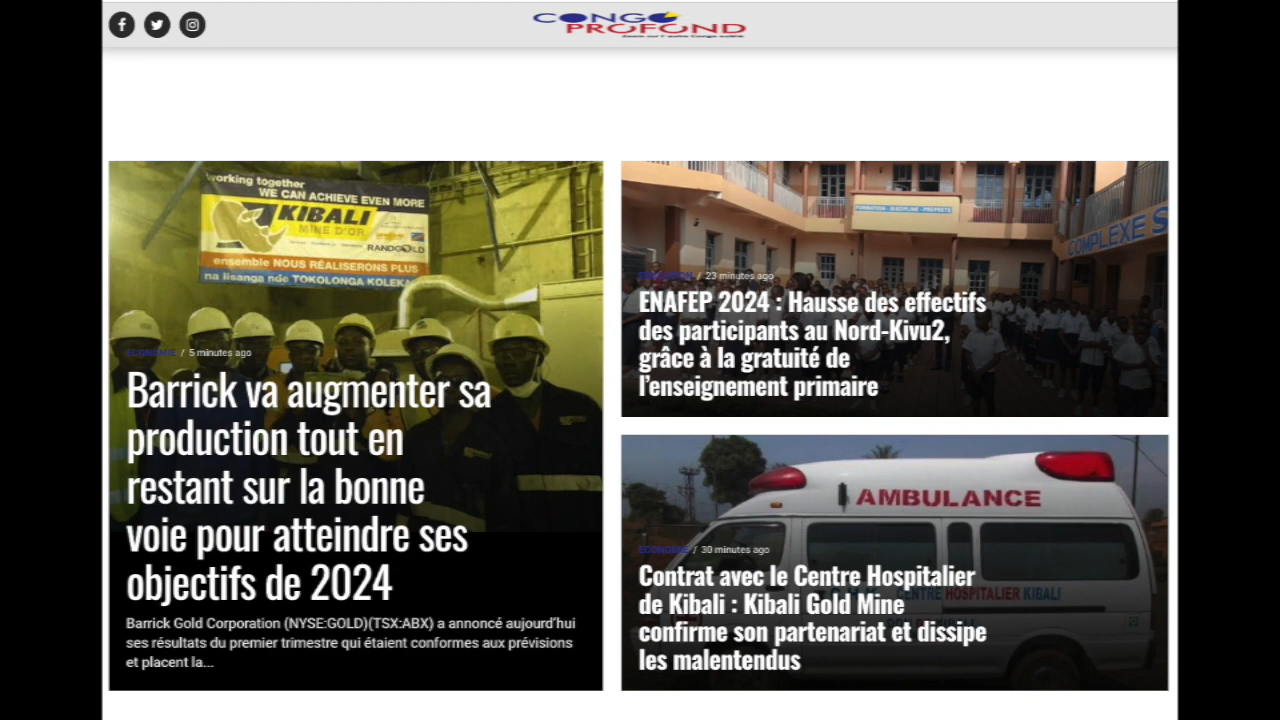 CONGO
PROFOND
working together
WE CAN ACHIEVE EVEN MORE
KIBALI
MINE D'OR
RANDGOLD
ensemble NOUS RÉALISERONS PLUS
na lisanga nde TOKOLONGA KOLEKA
ECONOMIE / 5 minutes ago
Barrick va augmenter sa
production tout en
restant sur la bonne
voie pour atteindre ses
objectifs de 2024
Barrick Gold Corporation (NYSE:GOLD)(TSX:ABX) a annoncé aujourd'hui
ses résultats du premier trimestre qui étaient conformes aux prévisions
et placent la...
FORMATION - DISCIPLINE - PROPRETE
COMPLEXE S
/ 23 minutes ago
ENAFEP 2024 : Hausse des effectifs
des participants au Nord-Kivu2,
grâce à la gratuité de
l’enseignement primaire
AMBULANCE
ECONOMIE / 30 minutes ago
Contrat avec le Centre Hospitalier
de Kibali : Kibali Gold Mine
confirme son partenariat et dissipe
les malentendus
CENTRE HOSPITALIER KIBALI